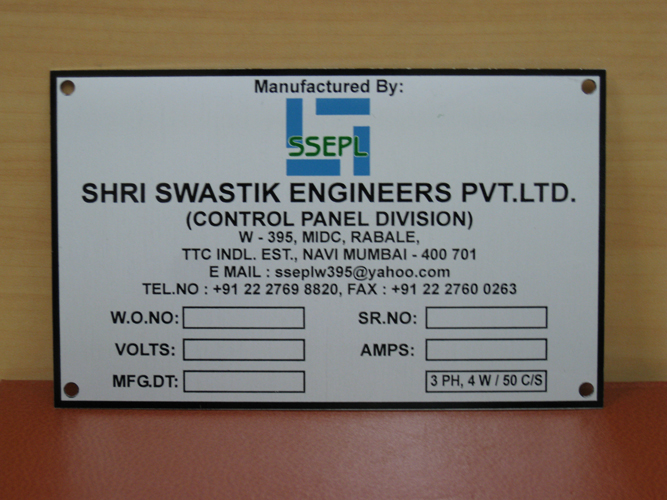 Manufactured By:
SSEPL
SHRI SWASTIK ENGINEERS PVT.LTD.
(CONTROL PANEL DIVISION)
W - 395, MIDC, RABALE,
TTC INDL. EST., NAVI MUMBAI - 400 701
E MAIL : sseplw395@yahoo.com
TEL.NO : +91 22 2769 8820, FAX : +91 22 2760 0263
W.O.NO: SR.NO:
VOLTS: AMPS:
MFG.DT: 3 PH, 4 W / 50 C/S